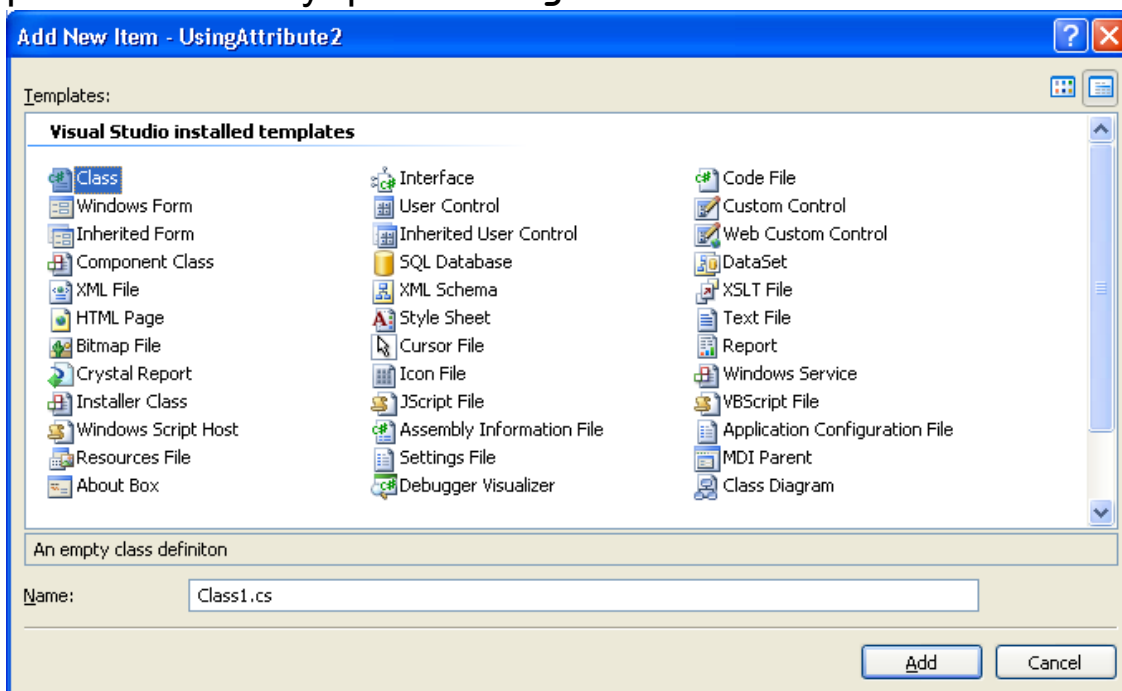 Add New Item - UsingAttribute2
Templates:
Visual Studio installed templates
Class Interface Code File
Windows Form User Control Custom Control
Inherited Form Inherited User Control Web Custom Control
Component Class SQL Database DataSet
XML File XML Schema XSLT File
HTML Page Style Sheet Text File
Bitmap File Cursor File Report
Crystal Report Icon File Windows Service
Installer Class JScript File VBScript File
Windows Script Host Assembly Information File Application Configuration File
Resources File Settings File MDI Parent
About Box Debugger Visualizer Class Diagram
An empty class definiton
Name: Class1.cs
Add Cancel